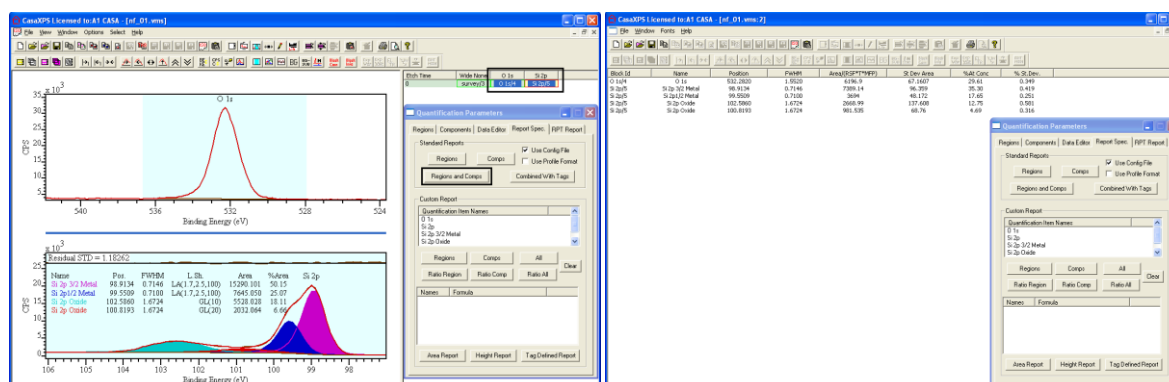 CasaXPS Licensed to:A1 CASA - [nf_01.vms]
File View Window Options Select Help
Etch Time Wide Name O 1s Si 2p
0 survey/3 O 1s/4 Si 2p/5
x 10^3
O 1s
35
30
25
20
15
10
5
CPS
540 536 532 528 524
Binding Energy (eV)
x 10^3
Residual STD = 1.18262
Name Pos. FWHM L.Sh. Area %Area Si 2p
Si 2p 3/2 Metal 98.9134 0.7146 LA(1.7,2.5,100) 15290.101 50.15
Si 2p1/2 Metal 99.5509 0.7100 LA(1.7,2.5,100) 7645.050 25.07
Si 2p Oxide 102.5860 1.6724 GL(10) 5528.828 18.11
Si 2p Oxide 100.8193 1.6724 GL(20) 2032.864 6.66
25
20
15
10
5
0
CPS
106 105 104 103 102 101 100 99 98
Binding Energy (eV)
Quantification Parameters
Regions Components Data Editor Report Spec. RPT Report
Standard Reports
Use Config File
Regions Comps Use Profile Format
Regions and Comps Combined With Tags
Custom Report
Quantification Item Names
O 1s
Si 2p
Si 2p 3/2 Metal
Si 2p Oxide
Regions Comps All
Clear
Ratio Region Ratio Comp Ratio All
Names Formula
Area Report Height Report Tag Defined Report
CasaXPS Licensed to:A1 CASA - [nf_01.vms:2]
File Window Fonts Help
Block Id Name Position FWHM Area/(RSF*T*MFP) St.Dev Area %At Conc % St.Dev.
O 1s/4 O 1s 532.2820 1.5520 6196.9 67.1607 29.61 0.349
Si 2p/5 Si 2p 3/2 Metal 98.9134 0.7100 7389.14 96.359 35.30 0.419
Si 2p/5 Si 2p1/2 Metal 99.5509 0.7100 3694 48.172 17.65 0.251
Si 2p/5 Si 2p Oxide 102.5860 1.6724 2668.99 137.608 12.75 0.581
Si 2p/5 Si 2p Oxide 100.8193 1.6724 981.535 68.76 4.69 0.316
Quantification Parameters
Regions Components Data Editor Report Spec. RPT Report
Standard Reports
Use Config File
Regions Comps Use Profile Format
Regions and Comps Combined With Tags
Custom Report
Quantification Item Names
O 1s
Si 2p
Si 2p 3/2 Metal
Si 2p Oxide
Regions Comps All
Clear
Ratio Region Ratio Comp Ratio All
Names Formula
Area Report Height Report Tag Defined Report